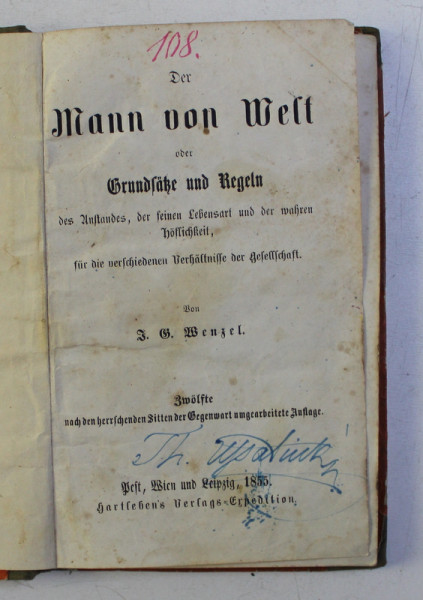 108.
Der
Mann von Welt
oder
Grundsätze und Regeln
des Anstandes, der feinen Lebensart und der wahren
Höflichkeit,
für die verschiedenen Verhältnisse der Gesellschaft.
Von
J. G. Wenzel.
Zwölfte
nach den herrschenden Sitten der Gegenwart umgearbeitete Auflage.
Th.
Pest, Wien und Leipzig, 1855.
Hartleben's Verlags-Expedition.